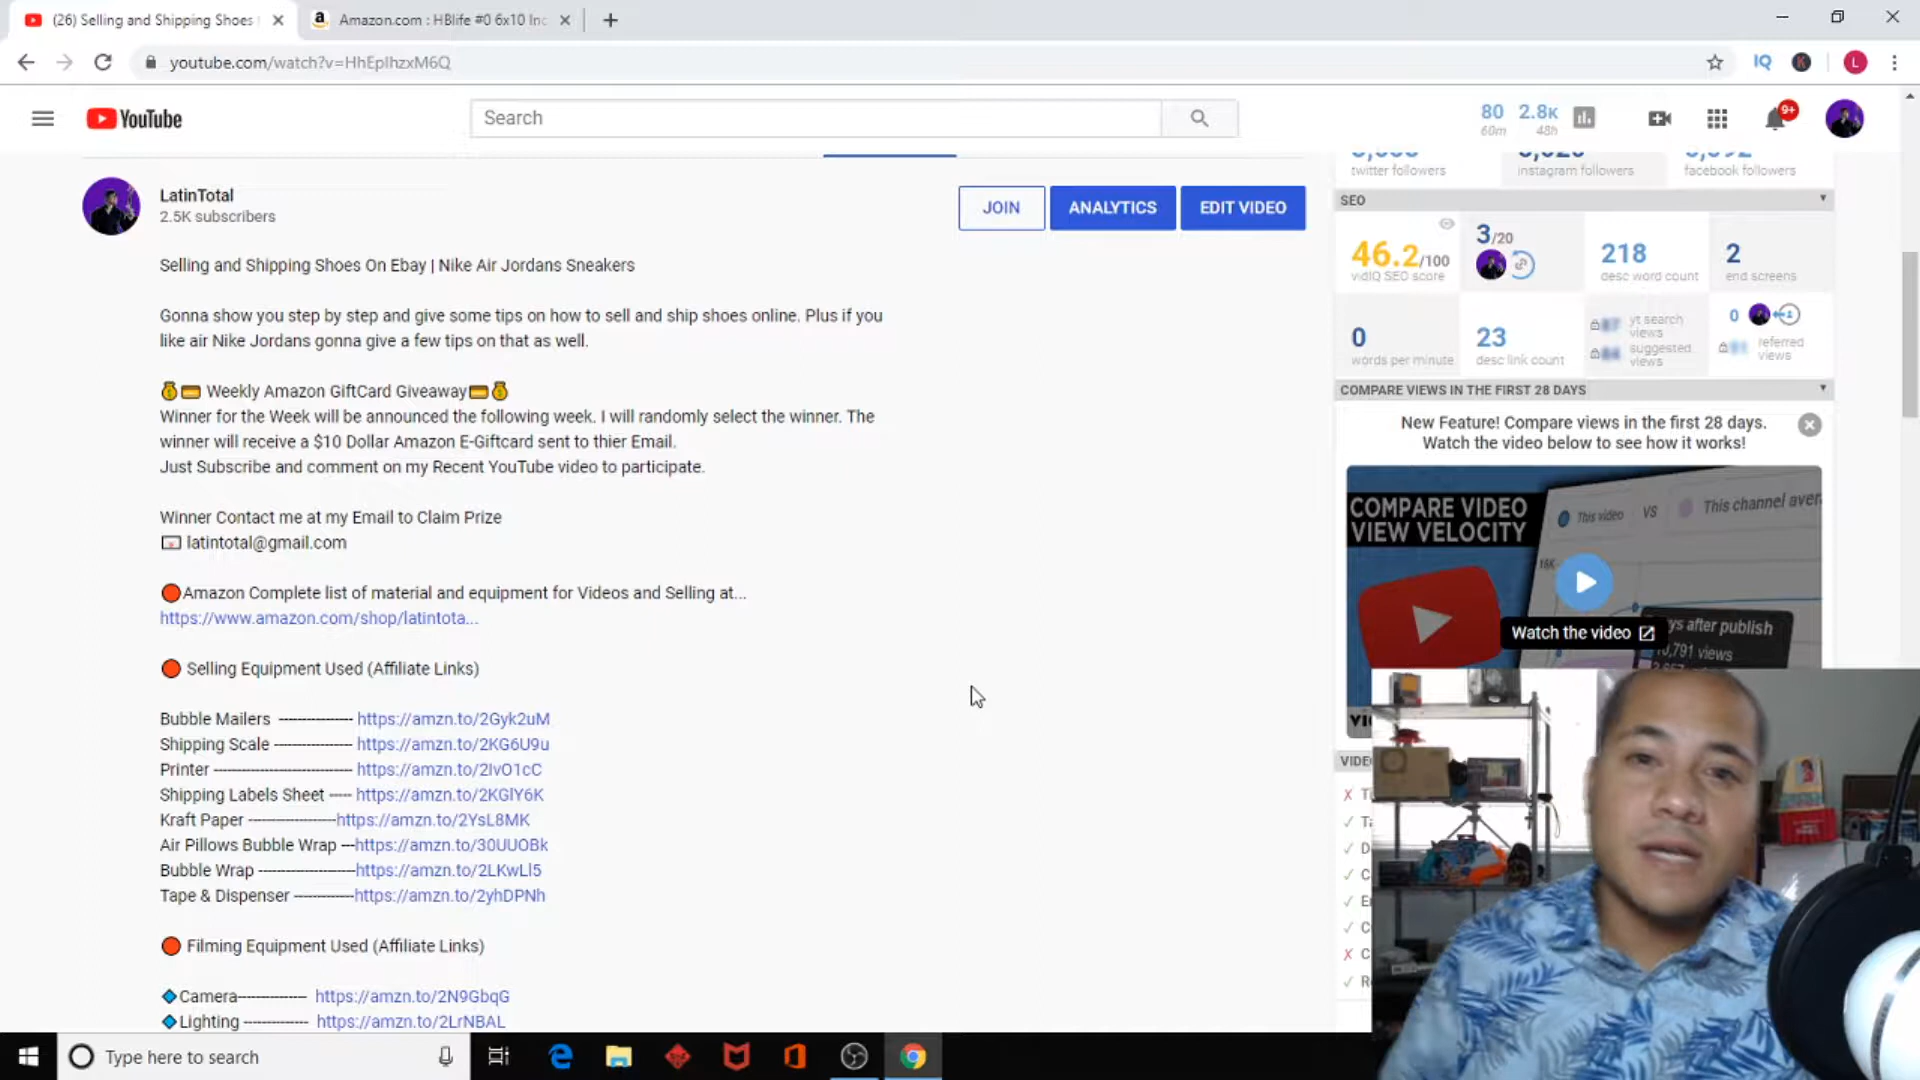 (26) Selling and Shipping Shoes
Amazon.com : HBlife #0 6x10 Inc
youtube.com/watch?v=HhEpIhzxM6Q
IQ
K
L
YouTube
Search
80
60m
2.8K
48h
9+
LatinTotal
2.5K subscribers
JOIN
ANALYTICS
EDIT VIDEO
twitter followers
instagram followers
facebook followers
Selling and Shipping Shoes On Ebay | Nike Air Jordans Sneakers
Gonna show you step by step and give some tips on how to sell and ship shoes online. Plus if you
like air Nike Jordans gonna give a few tips on that as well.
Weekly Amazon GiftCard Giveaway
Winner for the Week will be announced the following week. I will randomly select the winner. The
winner will receive a $10 Dollar Amazon E-Giftcard sent to thier Email.
Just Subscribe and comment on my Recent YouTube video to participate.
Winner Contact me at my Email to Claim Prize
latintotal@gmail.com
Amazon Complete list of material and equipment for Videos and Selling at...
https://www.amazon.com/shop/latintota...
Selling Equipment Used (Affiliate Links)
Bubble Mailers ---------------- https://amzn.to/2Gyk2uM
Shipping Scale ---------------- https://amzn.to/2KG6U9u
Printer ---------------------------- https://amzn.to/2IvO1cC
Shipping Labels Sheet ----- https://amzn.to/2KGlY6K
Kraft Paper ------------------https://amzn.to/2YsL8MK
Air Pillows Bubble Wrap ---https://amzn.to/30UUOBk
Bubble Wrap --------------------https://amzn.to/2LKwLl5
Tape & Dispenser -------------https://amzn.to/2yhDPNh
Filming Equipment Used (Affiliate Links)
Camera--------------- https://amzn.to/2N9GbqG
Lighting -------------- https://amzn.to/2LrNBAL
SEO
46.2/100
vidIQ SEO score
3/20
218
desc word count
2
end screens
0
words per minute
23
desc link count
yt search
views
suggested
views
0
referred
views
COMPARE VIEWS IN THE FIRST 28 DAYS
New Feature! Compare views in the first 28 days.
Watch the video below to see how it works!
COMPARE VIDEO
VIEW VELOCITY
This video
VS
This channel aver
Watch the video
ys after publish
0,791 views
Type here to search